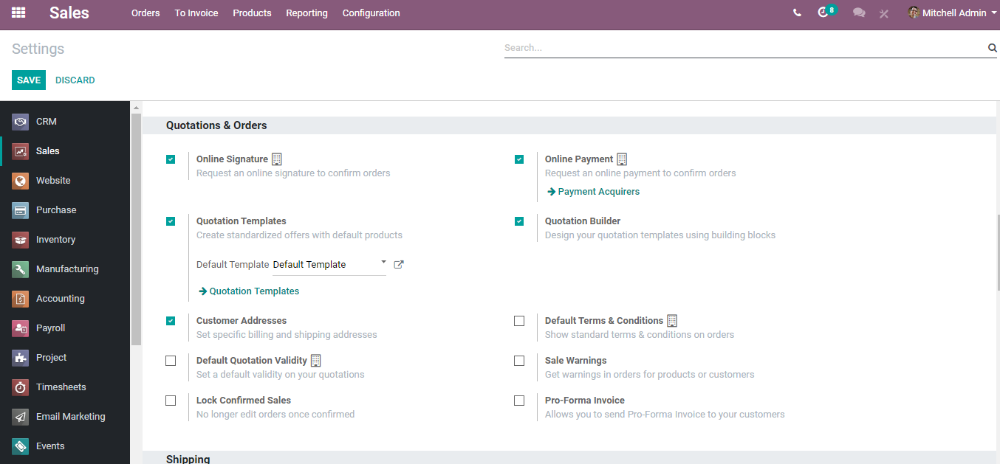 Sales Orders To Invoice Products Reporting Configuration 8 Mitchell Admin
Settings Search...
SAVE DISCARD
CRM
Sales
Website
Purchase
Inventory
Manufacturing
Accounting
Payroll
Project
Timesheets
Email Marketing
Events
Quotations & Orders
Online Signature
Request an online signature to confirm orders
Online Payment
Request an online payment to confirm orders
Payment Acquirers
Quotation Templates
Create standardized offers with default products
Default Template Default Template
Quotation Templates
Quotation Builder
Design your quotation templates using building blocks
Customer Addresses
Set specific billing and shipping addresses
Default Terms & Conditions
Show standard terms & conditions on orders
Default Quotation Validity
Set a default validity on your quotations
Sale Warnings
Get warnings in orders for products or customers
Lock Confirmed Sales
No longer edit orders once confirmed
Pro-Forma Invoice
Allows you to send Pro-Forma Invoice to your customers
Shipping